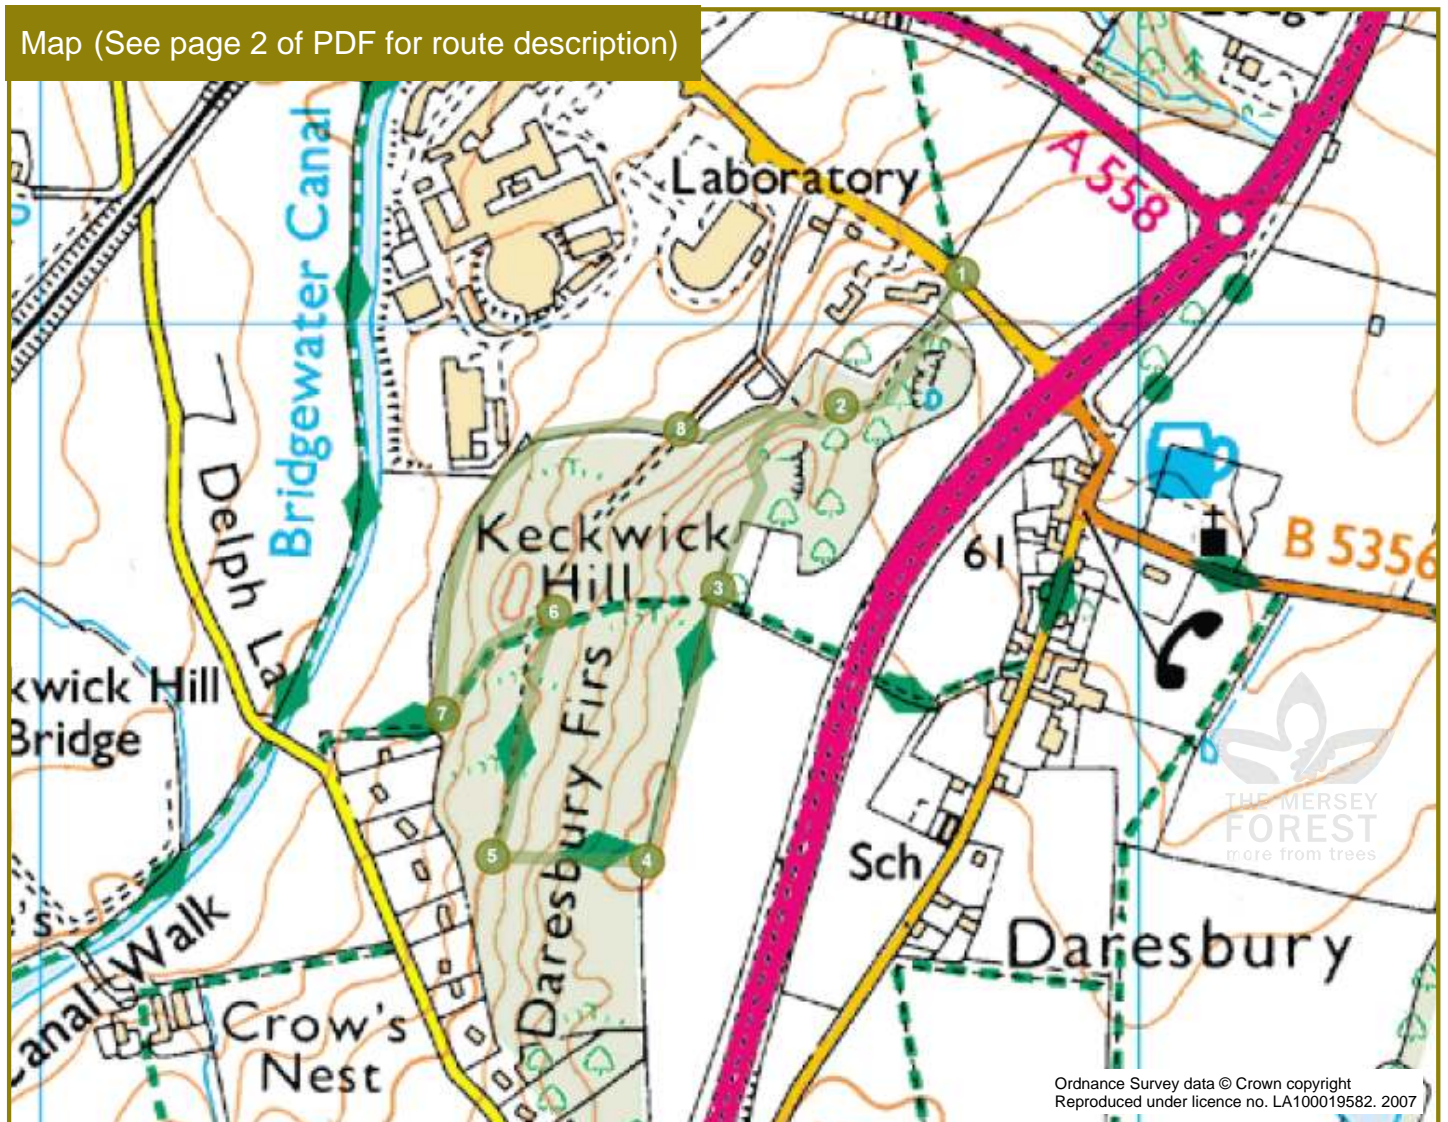 Map (See page 2 of PDF for route description)
Bridgewater Canal
Laboratory
A 558
1
2
8
Delph La
Keckwick
Hill
61
B 5356
3
6
kwick Hill
Bridge
7
Daresbury Firs
THE MERSEY
FOREST
more from trees
5
4
Sch
Daresbury
e's
Canal Walk
Crow's
Nest
Ordnance Survey data © Crown copyright
Reproduced under licence no. LA100019582. 2007